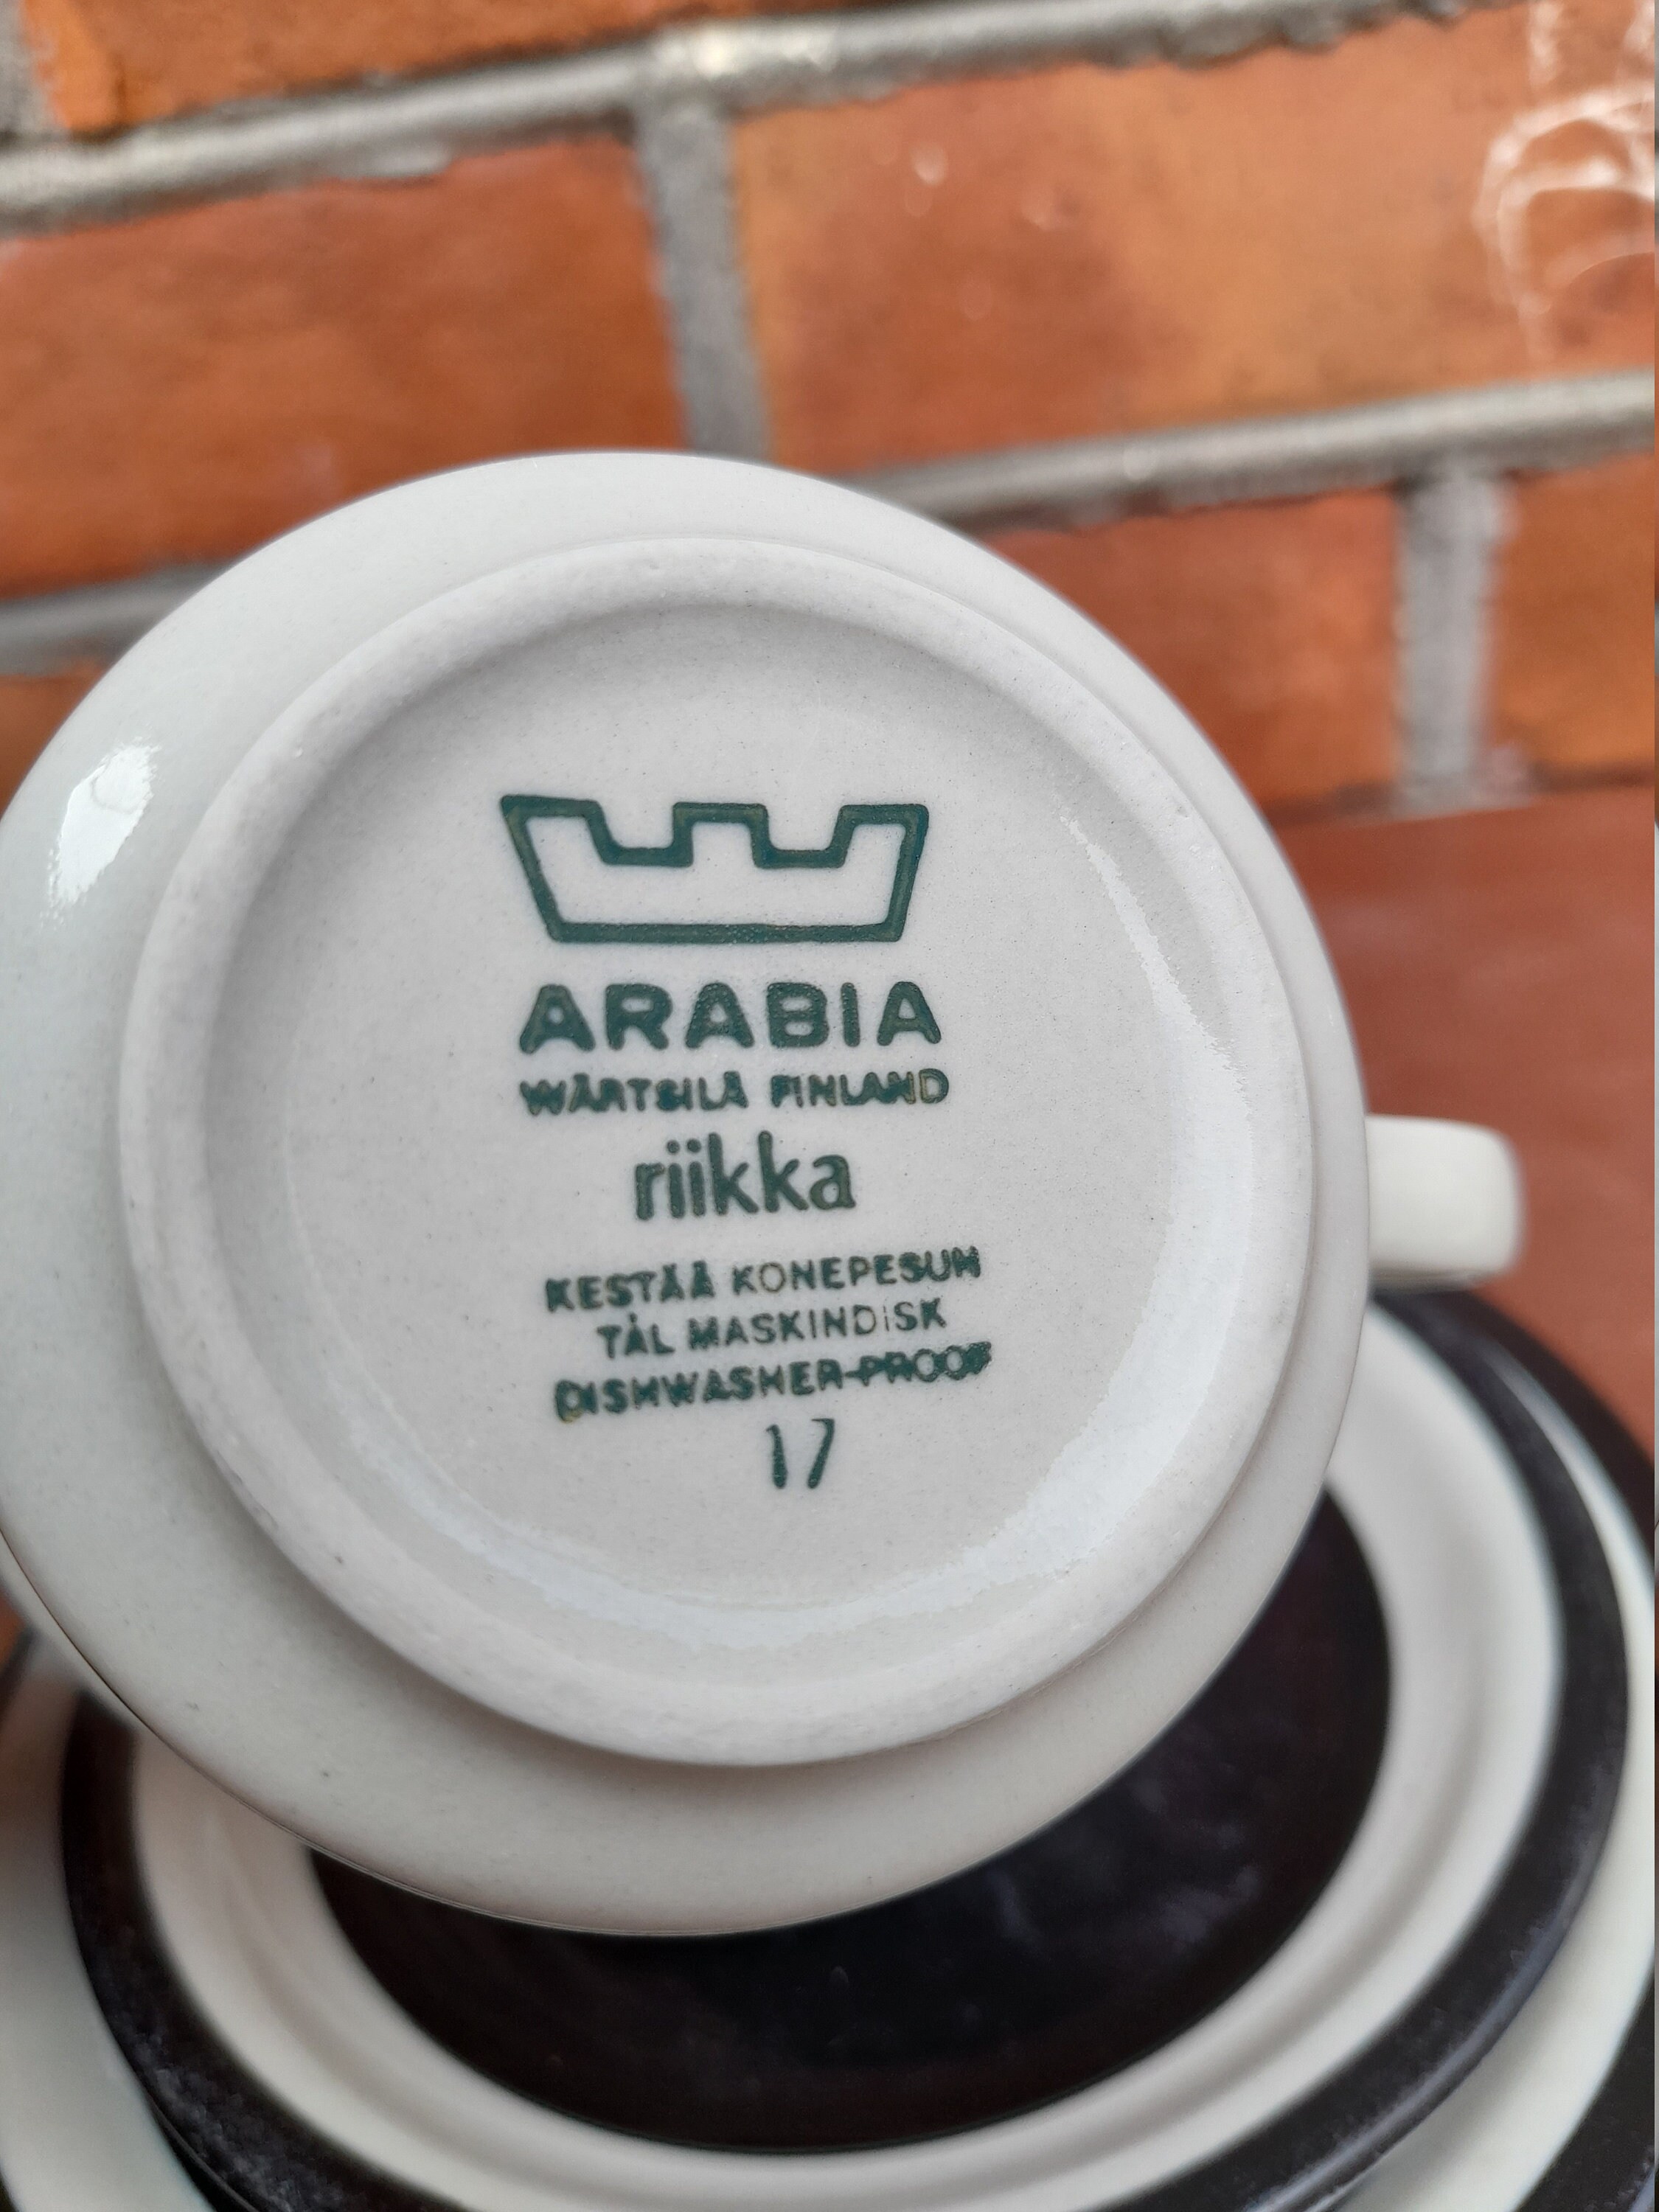 ARABIA
WÄRTSILÄ FINLAND
riikka
KESTÄÄ KONEPESUN
TÅL MASKINDISK
DISHWASHER-PROOF
17